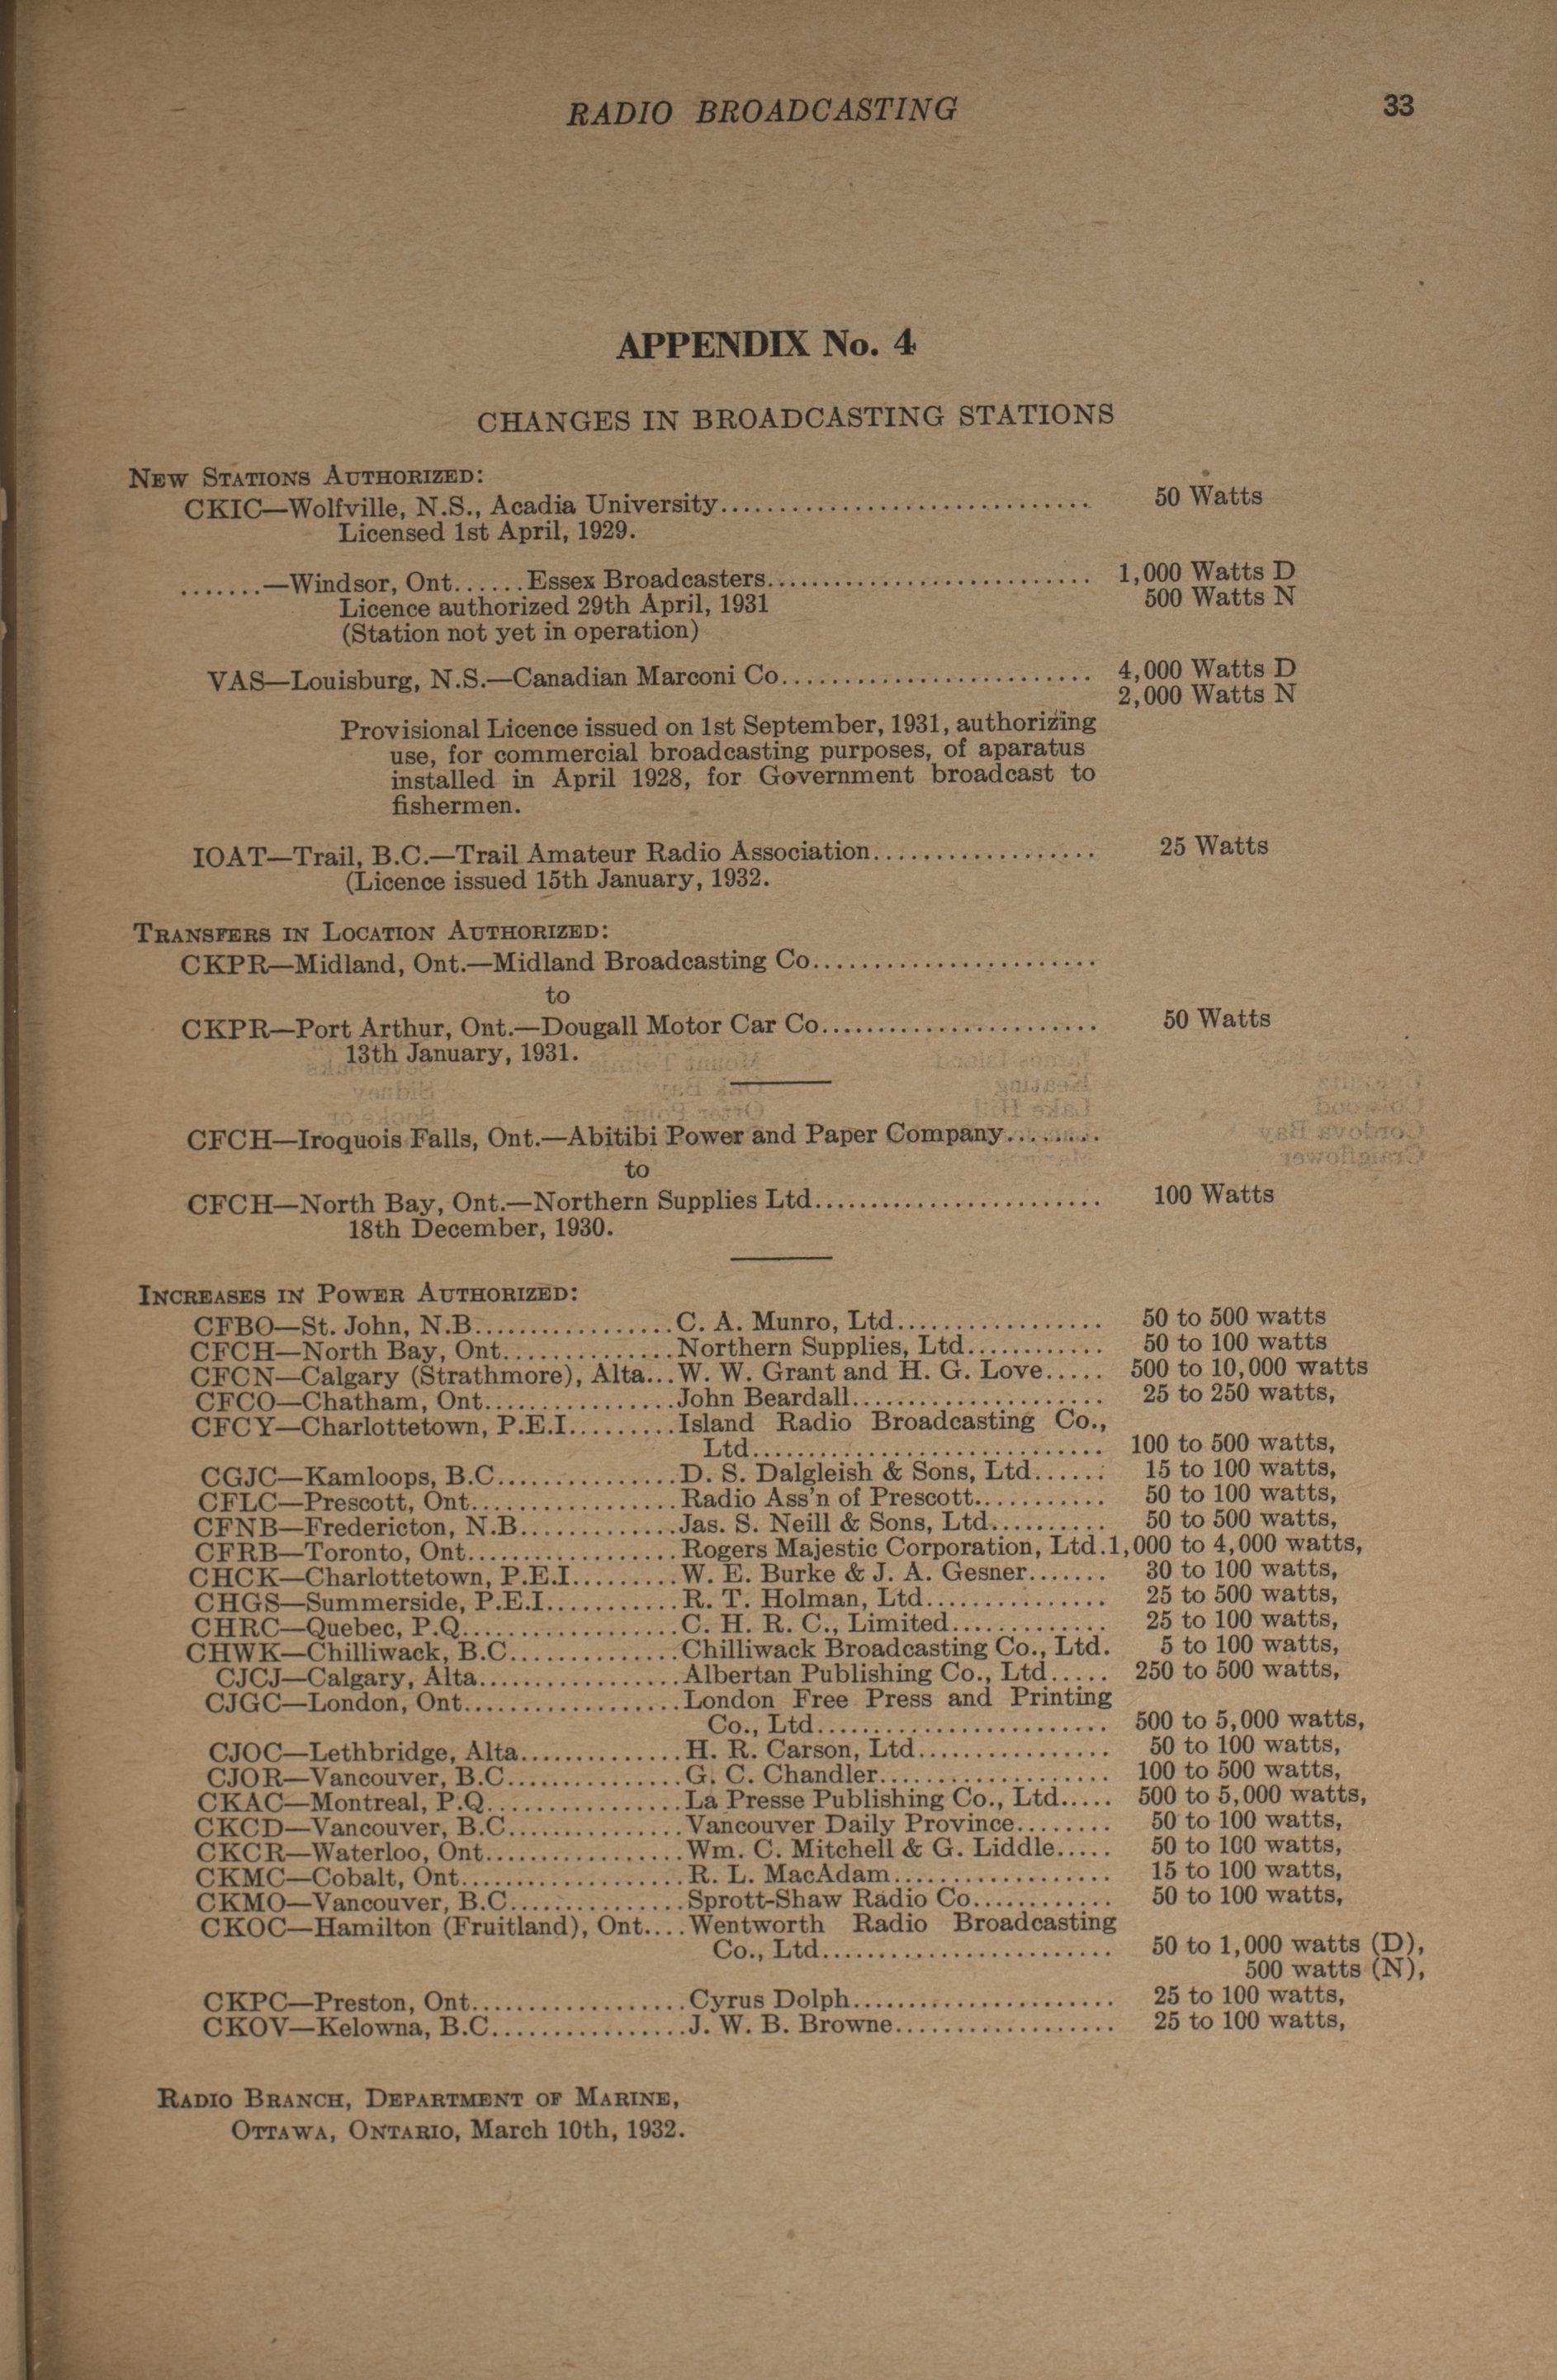 RADIO BROADCASTING 33
APPENDIX No. 4
CHANGES IN BROADCASTING STATIONS
NEW STATIONS AUTHORIZED:
CKIC—Wolfville, N.S., Acadia University................................ 50 Watts
Licensed 1st April, 1929.
.......—Windsor, Ont......Essex Broadcasters............................ 1,000 Watts D
Licence authorized 29th April, 1931 500 Watts N
(Station not yet in operation)
VAS—Louisburg, N.S.—Canadian Marconi Co.......................... 4,000 Watts D
2,000 Watts N
Provisional Licence issued on 1st September, 1931, authorizing
use, for commercial broadcasting purposes, of aparatus
installed in April 1928, for Government broadcast to
fishermen.
IOAT—Trail, B.C.—Trail Amateur Radio Association.................. 25 Watts
(Licence issued 15th January, 1932.
TRANSFERS IN LOCATION AUTHORIZED:
CKPR—Midland, Ont.—Midland Broadcasting Co.......................
to
CKPR—Port Arthur, Ont.—Dougall Motor Car Co....................... 50 Watts
13th January, 1931.
CFCH—Iroquois Falls, Ont.—Abitibi Power and Paper Company........
to
CFCH—North Bay, Ont.—Northern Supplies Ltd........................ 100 Watts
18th December, 1930.
INCREASES IN POWER AUTHORIZED:
CFBO—St. John, N.B.................C. A. Munro, Ltd................. 50 to 500 watts
CFCH—North Bay, Ont..............Northern Supplies, Ltd............ 50 to 100 watts
CFCN—Calgary (Strathmore), Alta...W. W. Grant and H. G. Love..... 500 to 10,000 watts
CFCO—Chatham, Ont................John Beardall..................... 25 to 250 watts,
CFCY—Charlottetown, P.E.I.........Island Radio Broadcasting Co.,
Ltd............................. 100 to 500 watts,
CGJC—Kamloops, B.C...............D. S. Dalgleish & Sons, Ltd...... 15 to 100 watts,
CFLC—Prescott, Ont.................Radio Ass'n of Prescott........... 50 to 100 watts,
CFNB—Fredericton, N.B.............Jas. S. Neill & Sons, Ltd.......... 50 to 500 watts,
CFRB—Toronto, Ont..................Rogers Majestic Corporation, Ltd.1,000 to 4,000 watts,
CHCK—Charlottetown, P.E.I.........W. E. Burke & J. A. Gesner....... 30 to 100 watts,
CHGS—Summerside, P.E.I...........R. T. Holman, Ltd............... 25 to 500 watts,
CHRC—Quebec, P.Q..................C. H. R. C., Limited............. 25 to 100 watts,
CHWK—Chilliwack, B.C..............Chilliwack Broadcasting Co., Ltd. 5 to 100 watts,
CJCJ—Calgary, Alta.................Albertan Publishing Co., Ltd..... 250 to 500 watts,
CJGC—London, Ont..................London Free Press and Printing
Co., Ltd......................... 500 to 5,000 watts,
CJOC—Lethbridge, Alta..............H. R. Carson, Ltd................ 50 to 100 watts,
CJOR—Vancouver, B.C...............G. C. Chandler................... 100 to 500 watts,
CKAC—Montreal, P.Q................La Presse Publishing Co., Ltd..... 500 to 5,000 watts,
CKCD—Vancouver, B.C...............Vancouver Daily Province........ 50 to 100 watts,
CKCR—Waterloo, Ont.................Wm. C. Mitchell & G. Liddle..... 50 to 100 watts,
CKMC—Cobalt, Ont...................R. L. MacAdam.................. 15 to 100 watts,
CKMO—Vancouver, B.C...............Sprott-Shaw Radio Co............ 50 to 100 watts,
CKOC—Hamilton (Fruitland), Ont....Wentworth Radio Broadcasting
Co., Ltd......................... 50 to 1,000 watts (D),
500 watts (N),
CKPC—Preston, Ont..................Cyrus Dolph...................... 25 to 100 watts,
CKOV—Kelowna, B.C.................J. W. B. Browne................... 25 to 100 watts,
RADIO BRANCH, DEPARTMENT OF MARINE,
OTTAWA, ONTARIO, March 10th, 1932.